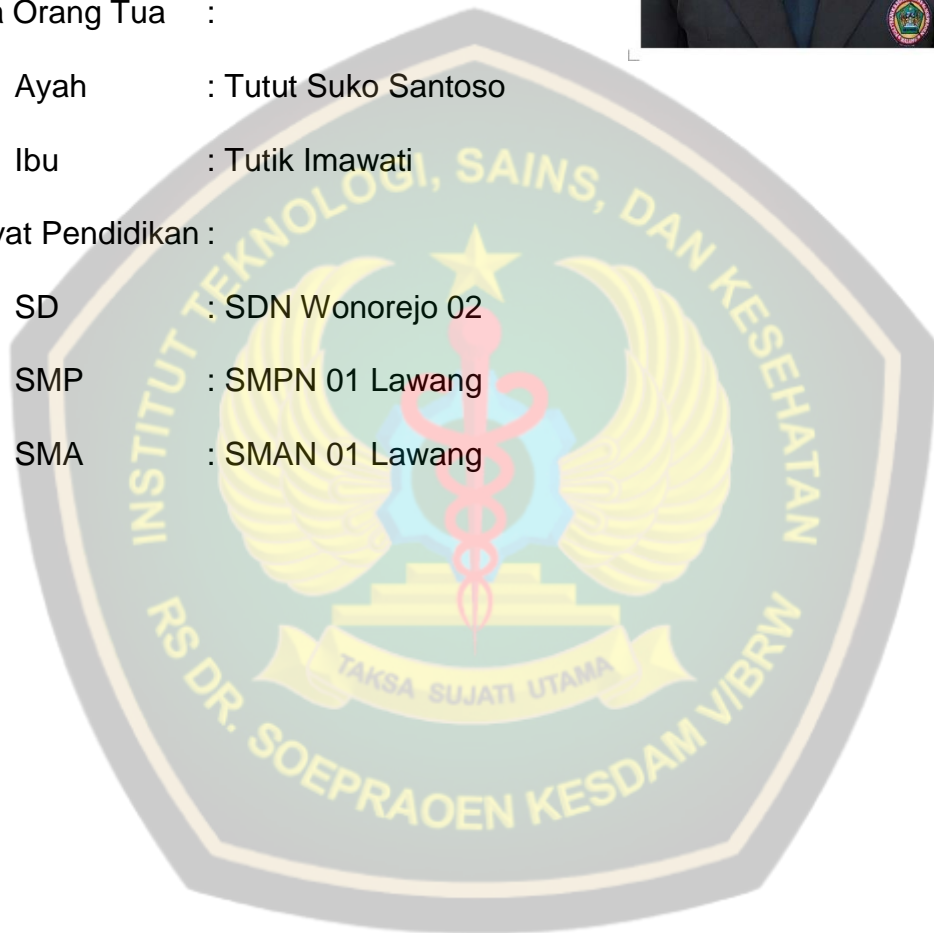 a Orang Tua :
Ayah : Tutut Suko Santoso
Ibu : Tutik Imawati
yat Pendidikan :
SD : SDN Wonorejo 02
SMP : SMPN 01 Lawang
SMA : SMAN 01 Lawang
INSTITUT TEKNOLOGI, SAINS, DAN KESEHATAN
TAKSA SUJATI UTAMA
RS DR. SOEPRAOEN KESDAM V/BRW